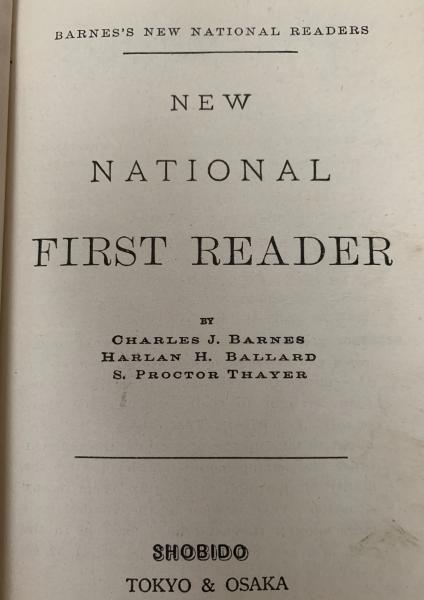 BARNES'S NEW NATIONAL READERS
NEW
NATIONAL
FIRST READER
BY
CHARLES J. BARNES
HARLAN H. BALLARD
S. PROCTOR THAYER
SHOBIDO
TOKYO & OSAKA